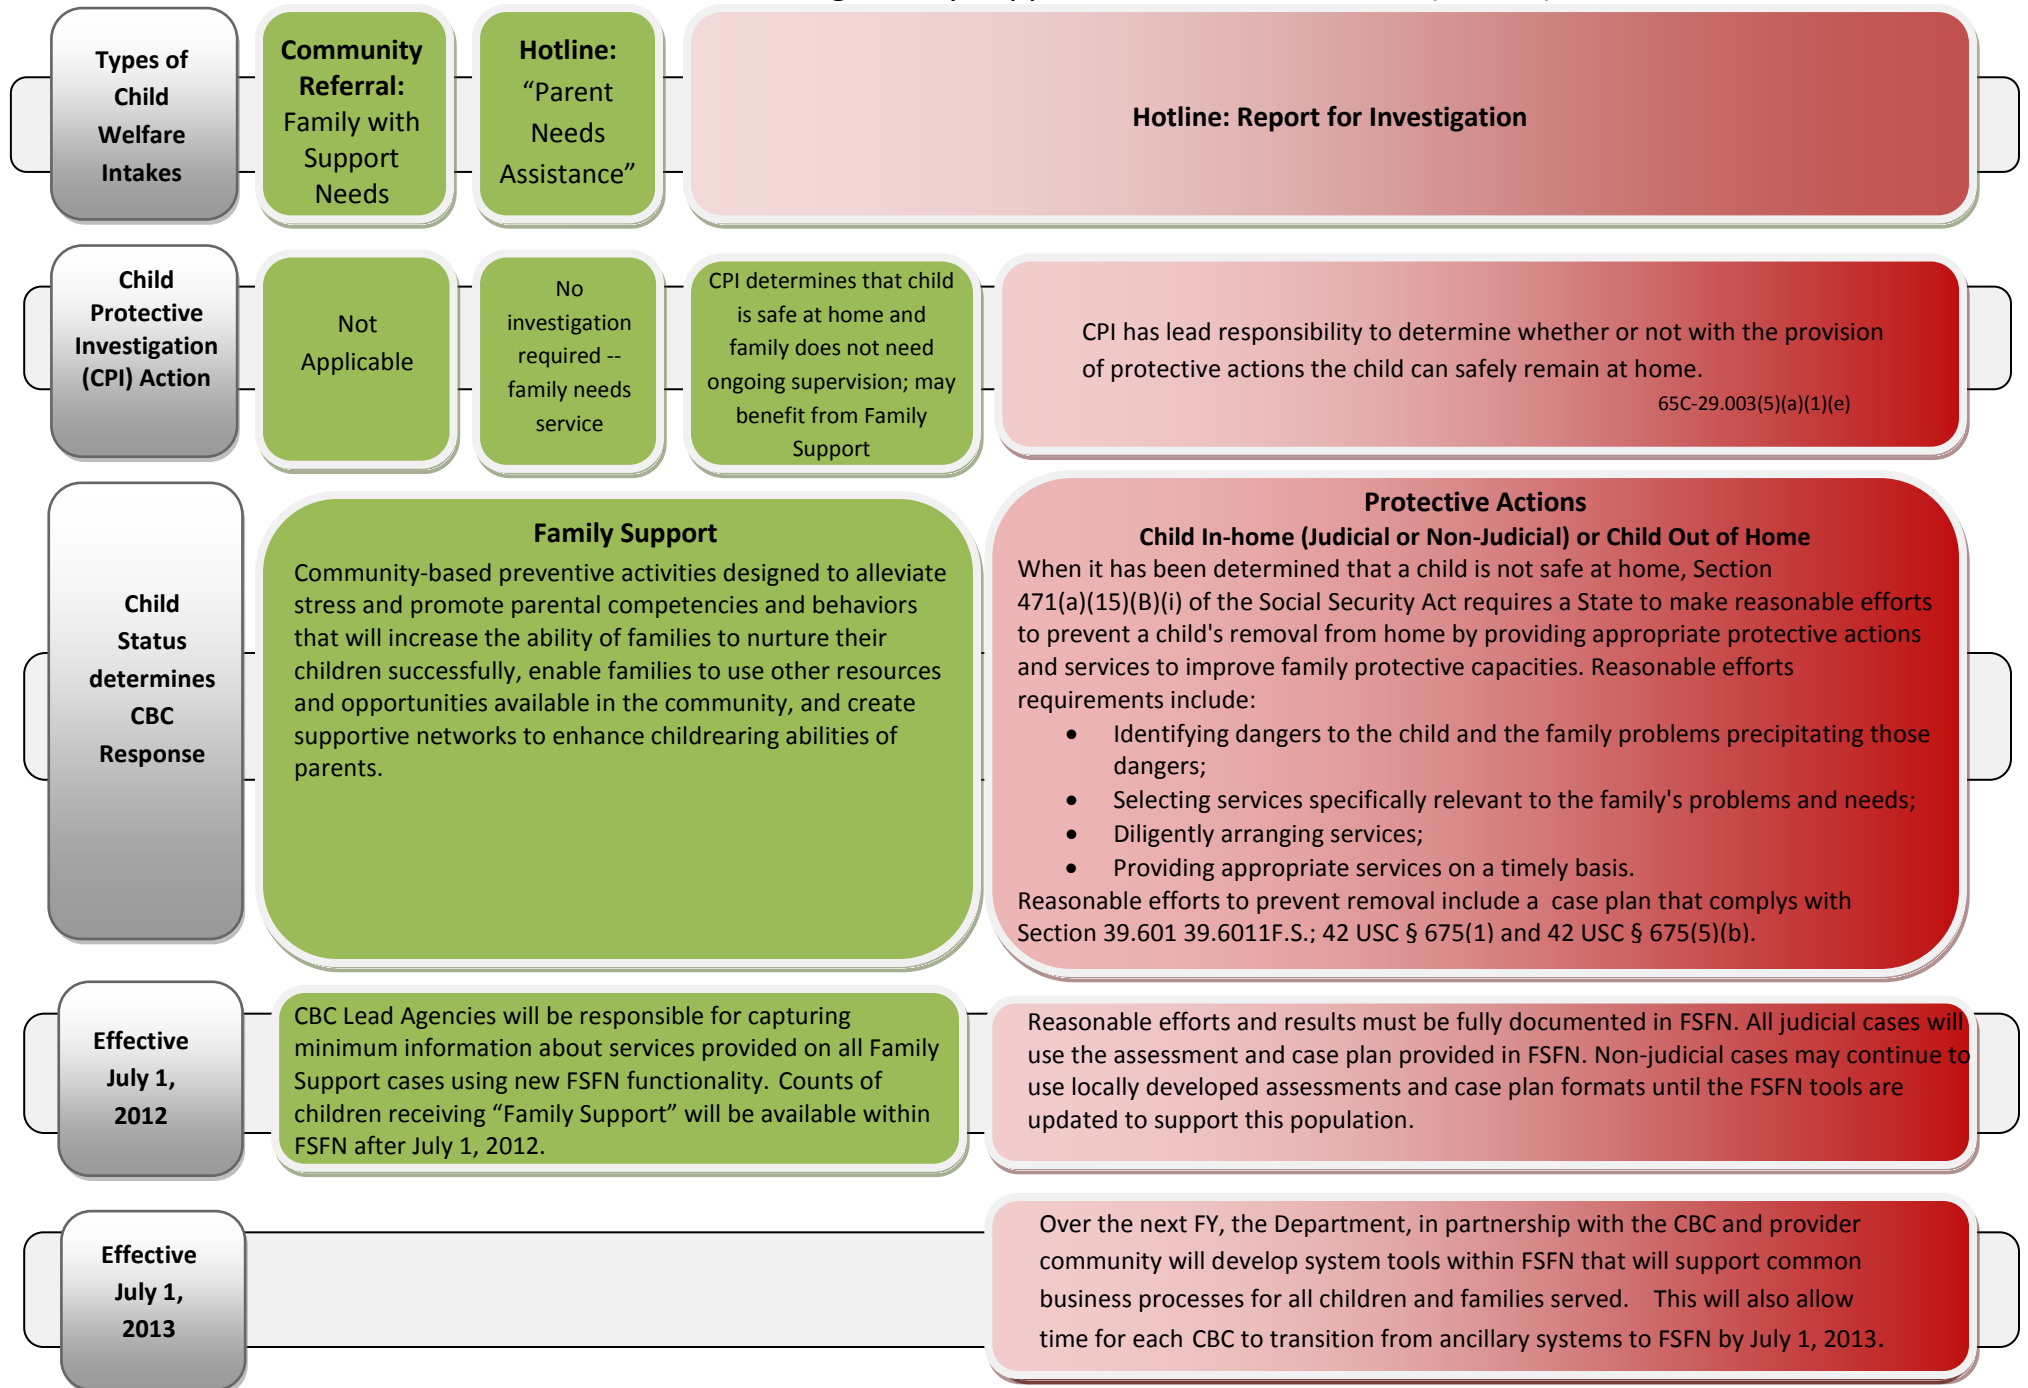 Types of
Child
Welfare
Intakes
Community
Referral:
Family with
Support
Needs
Hotline:
“Parent
Needs
Assistance”
Hotline: Report for Investigation
Child
Protective
Investigation
(CPI) Action
Not
Applicable
No
investigation
required --
family needs
service
CPI determines that child
is safe at home and
family does not need
ongoing supervision; may
benefit from Family
Support
CPI has lead responsibility to determine whether or not with the provision
of protective actions the child can safely remain at home.
65C-29.003(5)(a)(1)(e)
Child
Status
determines
CBC
Response
Family Support
Community-based preventive activities designed to alleviate
stress and promote parental competencies and behaviors
that will increase the ability of families to nurture their
children successfully, enable families to use other resources
and opportunities available in the community, and create
supportive networks to enhance childrearing abilities of
parents.
Protective Actions
Child In-home (Judicial or Non-Judicial) or Child Out of Home
When it has been determined that a child is not safe at home, Section
471(a)(15)(B)(i) of the Social Security Act requires a State to make reasonable efforts
to prevent a child's removal from home by providing appropriate protective actions
and services to improve family protective capacities. Reasonable efforts
requirements include:
• Identifying dangers to the child and the family problems precipitating those
dangers;
• Selecting services specifically relevant to the family's problems and needs;
• Diligently arranging services;
• Providing appropriate services on a timely basis.
Reasonable efforts to prevent removal include a case plan that complys with
Section 39.601 39.6011F.S.; 42 USC § 675(1) and 42 USC § 675(5)(b).
Effective
July 1,
2012
CBC Lead Agencies will be responsible for capturing
minimum information about services provided on all Family
Support cases using new FSFN functionality. Counts of
children receiving “Family Support” will be available within
FSFN after July 1, 2012.
Reasonable efforts and results must be fully documented in FSFN. All judicial cases will
use the assessment and case plan provided in FSFN. Non-judicial cases may continue to
use locally developed assessments and case plan formats until the FSFN tools are
updated to support this population.
Effective
July 1,
2013
Over the next FY, the Department, in partnership with the CBC and provider
community will develop system tools within FSFN that will support common
business processes for all children and families served. This will also allow
time for each CBC to transition from ancillary systems to FSFN by July 1, 2013.